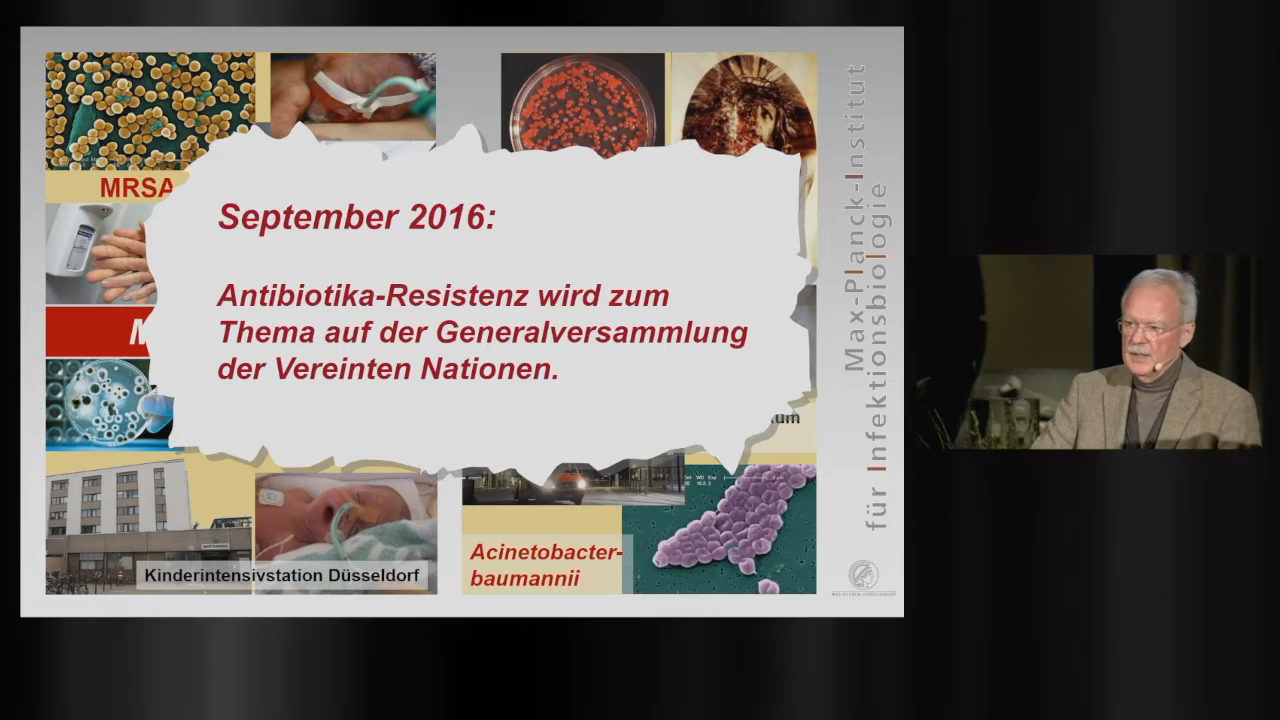 MRSA
September 2016:
Antibiotika-Resistenz wird zum
Thema auf der Generalversammlung
der Vereinten Nationen.
M
um
Kinderintensivstation Düsseldorf
Acinetobacter-
baumannii
Max-Planck-Institut
für Infektionsbiologie